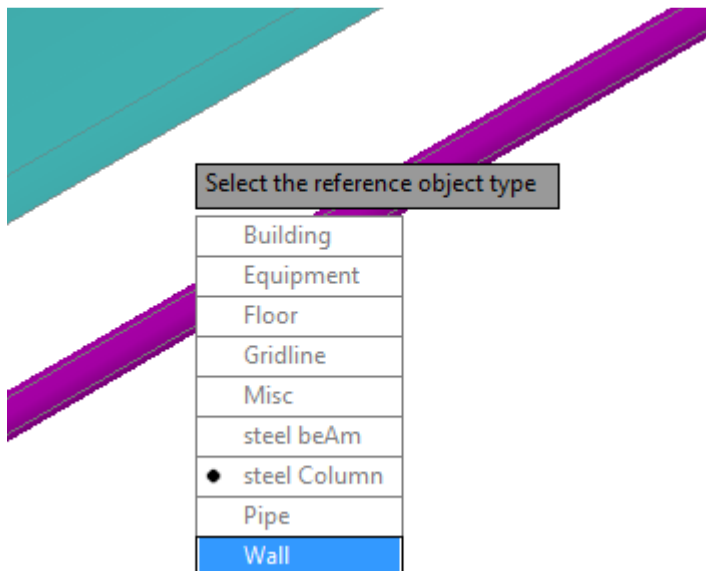 Select the reference object type
Building
Equipment
Floor
Gridline
Misc
steel beAm
steel Column
Pipe
Wall